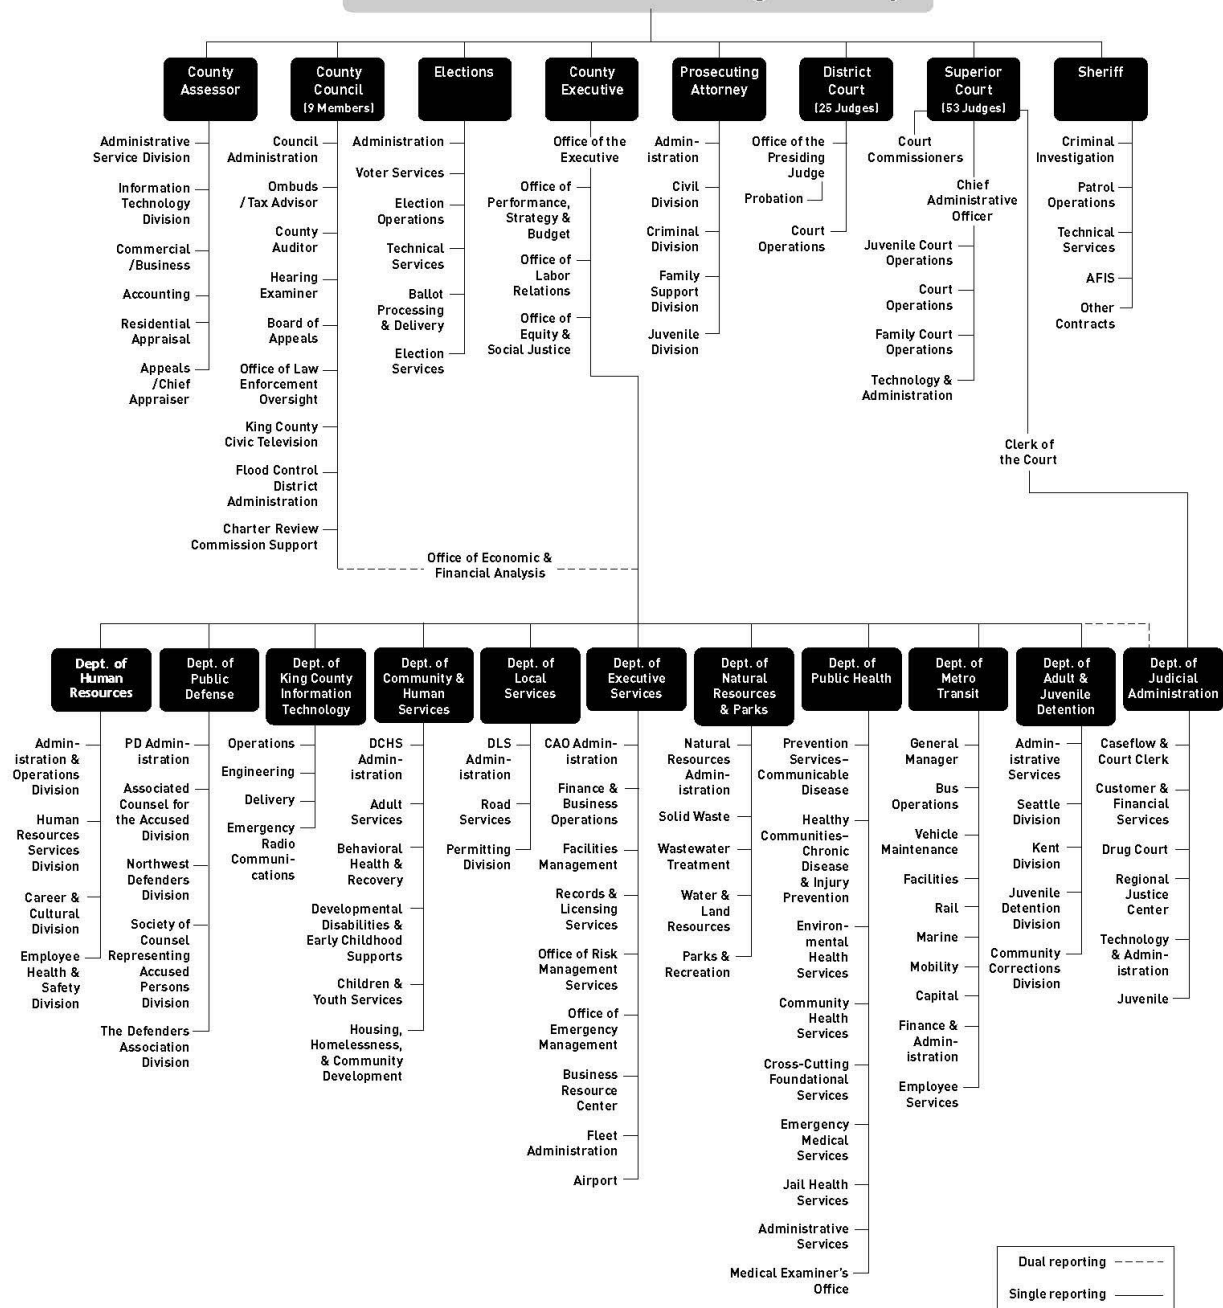 County
Assessor
County
Council
(9 Members)
Elections
County
Executive
Prosecuting
Attorney
District
Court
(25 Judges)
Superior
Court
(53 Judges)
Sheriff
Administrative
Service Division
Information
Technology
Division
Commercial
/Business
Accounting
Residential
Appraisal
Appeals
/Chief
Appraiser
Council
Administration
Ombuds
/Tax Advisor
County
Auditor
Hearing
Examiner
Board of
Appeals
Office of Law
Enforcement
Oversight
King County
Civic Television
Flood Control
District
Administration
Charter Review
Commission Support
Administration
Voter Services
Election
Operations
Technical
Services
Ballot
Processing
& Delivery
Election
Services
Office of the
Executive
Office of
Performance,
Strategy &
Budget
Office of
Labor
Relations
Office of
Equity &
Social Justice
Admin-
istration
Civil
Division
Criminal
Division
Family
Support
Division
Juvenile
Division
Office of the
Presiding
Judge
Probation
Court
Operations
Court
Commissioners
Chief
Administrative
Officer
Juvenile Court
Operations
Court
Operations
Family Court
Operations
Technology &
Administration
Clerk of
the Court
Criminal
Investigation
Patrol
Operations
Technical
Services
AFIS
Other
Contracts
Office of Economic &
Financial Analysis
Dept. of
Human
Resources
Dept. of
Public
Defense
Dept. of
King County
Information
Technology
Dept. of
Community &
Human
Services
Dept. of
Local
Services
Dept. of
Executive
Services
Dept. of
Natural
Resources
& Parks
Dept. of
Public Health
Dept. of
Metro
Transit
Dept. of
Adult &
Juvenile
Detention
Dept. of
Judicial
Administration
Admin-
istration &
Operations
Division
Human
Resources
Services
Division
Career &
Cultural
Division
Employee
Health &
Safety
Division
PD Admin-
istration
Associated
Counsel for
the Accused
Division
Northwest
Defenders
Division
Society of
Counsel
Representing
Accused
Persons
Division
The Defenders
Association
Division
Operations
Engineering
Delivery
Emergency
Radio
Communi-
cations
DCHS
Admin-
istration
Adult
Services
Behavioral
Health &
Recovery
Developmental
Disabilities &
Early Childhood
Supports
Children &
Youth Services
Housing,
Homelessness,
& Community
Development
DLS
Admin-
istration
Road
Services
Permitting
Division
CAO Admin-
istration
Finance &
Business
Operations
Facilities
Management
Records &
Licensing
Services
Office of Risk
Management
Services
Office of
Emergency
Management
Business
Resource
Center
Fleet
Administration
Airport
Natural
Resources
Admin-
istration
Solid Waste
Wastewater
Treatment
Water &
Land
Resources
Parks &
Recreation
Prevention
Services–
Communicable
Disease
Healthy
Communities–
Chronic
Disease
& Injury
Prevention
Environ-
mental
Health
Services
Community
Health
Services
Cross-Cutting
Foundational
Services
Emergency
Medical
Services
Jail Health
Services
Administrative
Services
Medical Examiner's
Office
General
Manager
Bus
Operations
Vehicle
Maintenance
Facilities
Rail
Marine
Mobility
Capital
Finance &
Admin-
istration
Employee
Services
Admin-
istrative
Services
Seattle
Division
Kent
Division
Juvenile
Detention
Division
Community
Corrections
Division
Caseflow &
Court Clerk
Customer &
Financial
Services
Drug Court
Regional
Justice
Center
Technology
& Admin-
istration
Juvenile
Dual reporting
Single reporting